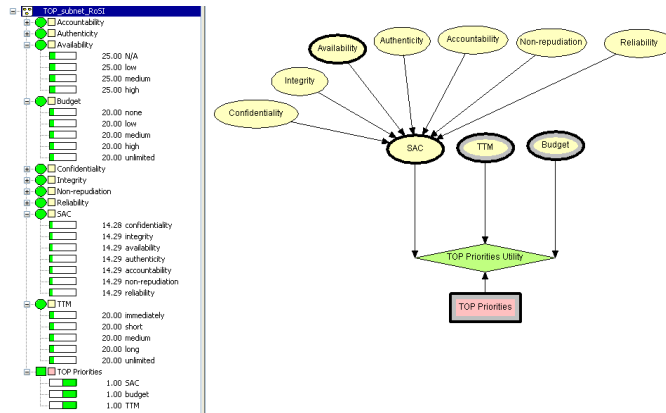 TOP_subnet_RoSI
Accountability
Authenticity
Availability
25.00 N/A
25.00 low
25.00 medium
25.00 high
Budget
20.00 none
20.00 low
20.00 medium
20.00 high
20.00 unlimited
Confidentiality
Integrity
Non-repudiation
Reliability
SAC
14.28 confidentiality
14.29 integrity
14.29 availability
14.29 authenticity
14.29 accountability
14.29 non-repudiation
14.29 reliability
TTM
20.00 immediately
20.00 short
20.00 medium
20.00 long
20.00 unlimited
TOP Priorities
1.00 SAC
1.00 budget
1.00 TTM
Availability
Authenticity
Accountability
Non-repudiation
Reliability
Integrity
Confidentiality
SAC
TTM
Budget
TOP Priorities Utility
TOP Priorities